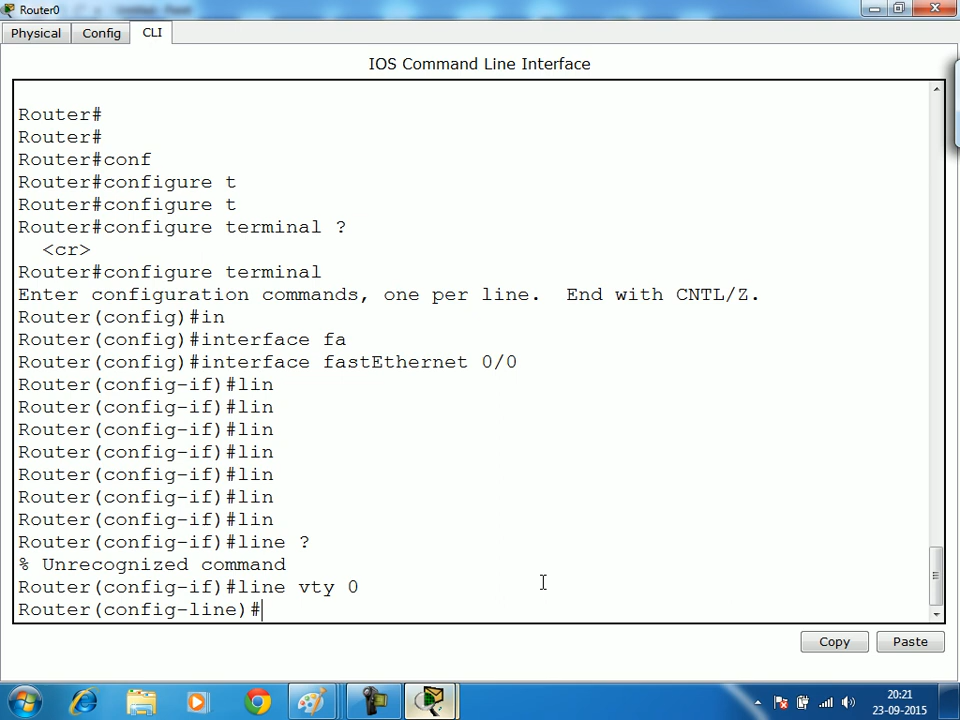 Router0
Physical Config CLI
IOS Command Line Interface
Router#
Router#
Router#conf
Router#configure t
Router#configure t
Router#configure terminal ?
<cr>
Router#configure terminal
Enter configuration commands, one per line.  End with CNTL/Z.
Router(config)#in
Router(config)#interface fa
Router(config)#interface fastEthernet 0/0
Router(config-if)#lin
Router(config-if)#lin
Router(config-if)#lin
Router(config-if)#lin
Router(config-if)#lin
Router(config-if)#lin
Router(config-if)#lin
Router(config-if)#line ?
% Unrecognized command
Router(config-if)#line vty 0
Router(config-line)#
Copy Paste
20:21
23-09-2015